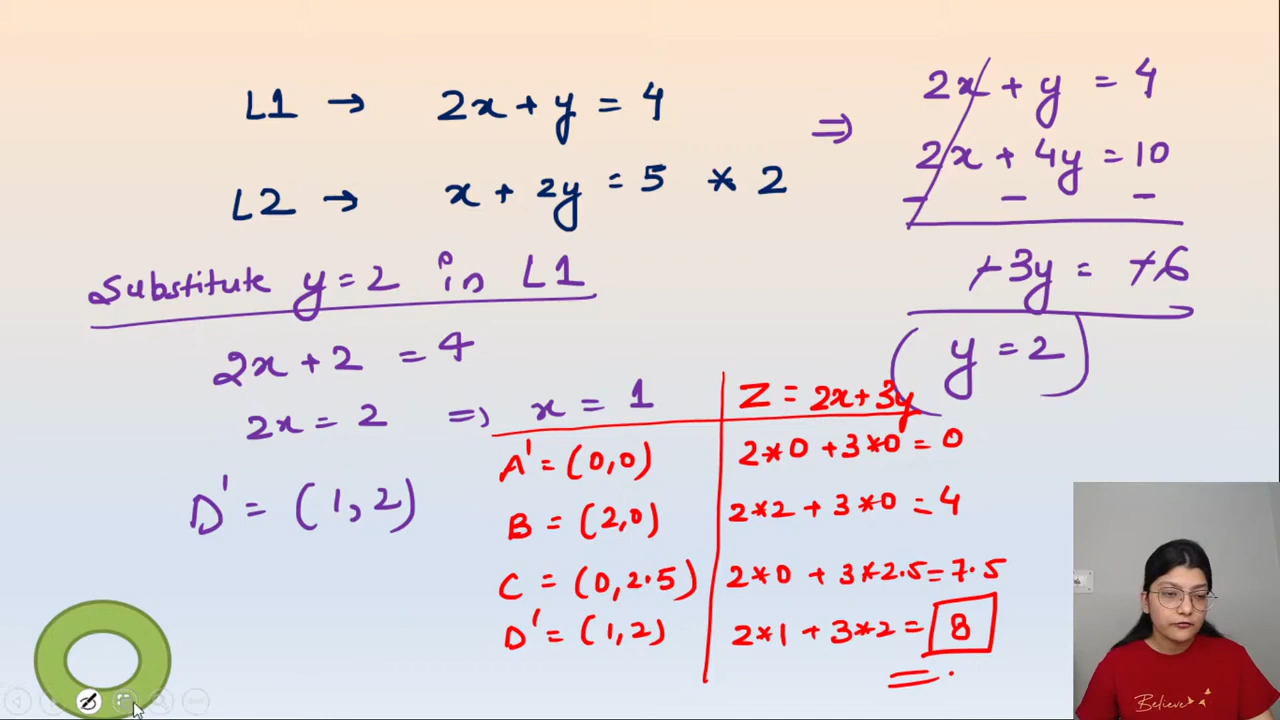 L1 → 2x + y = 4
L2 → x + 2y = 5 * 2
⇒ 2x + y = 4
2x + 4y = 10
- - -
+3y = +6
y = 2
Substitute y = 2 in L1
2x + 2 = 4
2x = 2 ⇒ x = 1
D' = (1, 2)
Z = 2x + 3y
A' = (0, 0) 2*0 + 3*0 = 0
B = (2, 0) 2*2 + 3*0 = 4
C = (0, 2.5) 2*0 + 3*2.5 = 7.5
D' = (1, 2) 2*1 + 3*2 = 8
Believe